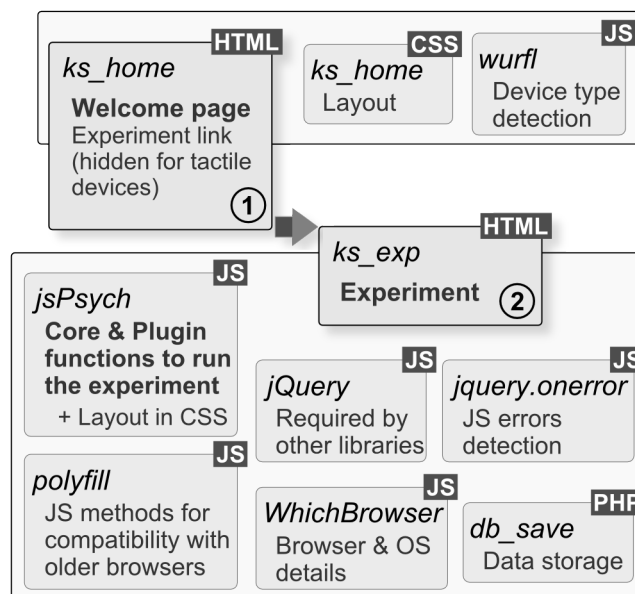 HTML
ks_home
Welcome page
Experiment link
(hidden for tactile
devices)
1
CSS
ks_home
Layout
JS
wurfl
Device type
detection
HTML
ks_exp
Experiment
2
JS
jsPsych
Core & Plugin
functions to run
the experiment
+ Layout in CSS
JS
jQuery
Required by
other libraries
JS
jquery.onerror
JS errors
detection
JS
polyfill
JS methods for
compatibility with
older browsers
JS
WhichBrowser
Browser & OS
details
PHP
db_save
Data storage